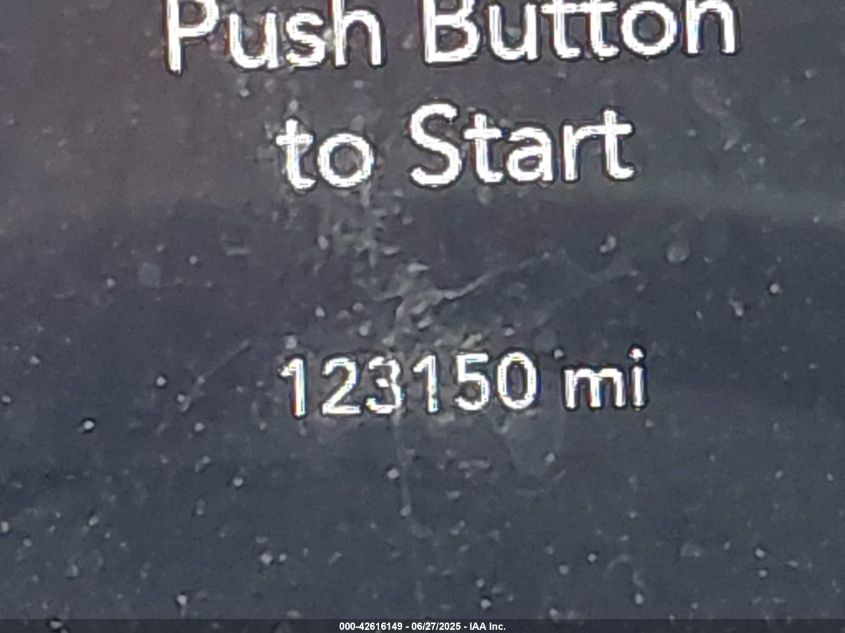 Push Button
to Start
123150 mi
000-42616149 - 06/27/2025 - IAA Inc.